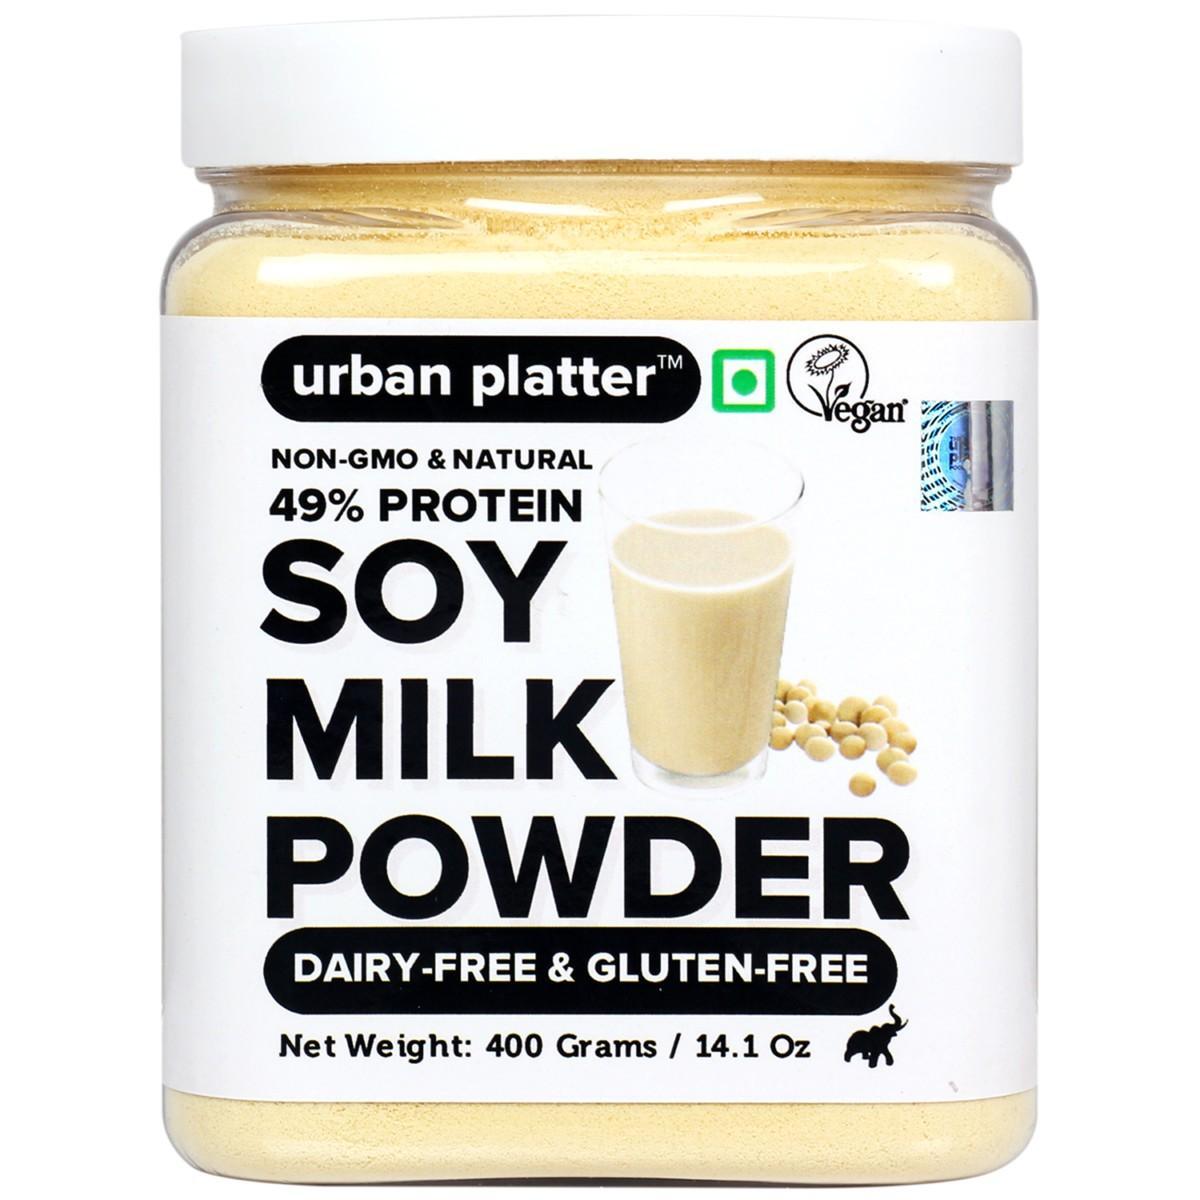 urban platter™
Vegan®
NON-GMO & NATURAL
49% PROTEIN
SOY
MILK
POWDER
DAIRY-FREE & GLUTEN-FREE
Net Weight: 400 Grams / 14.1 Oz